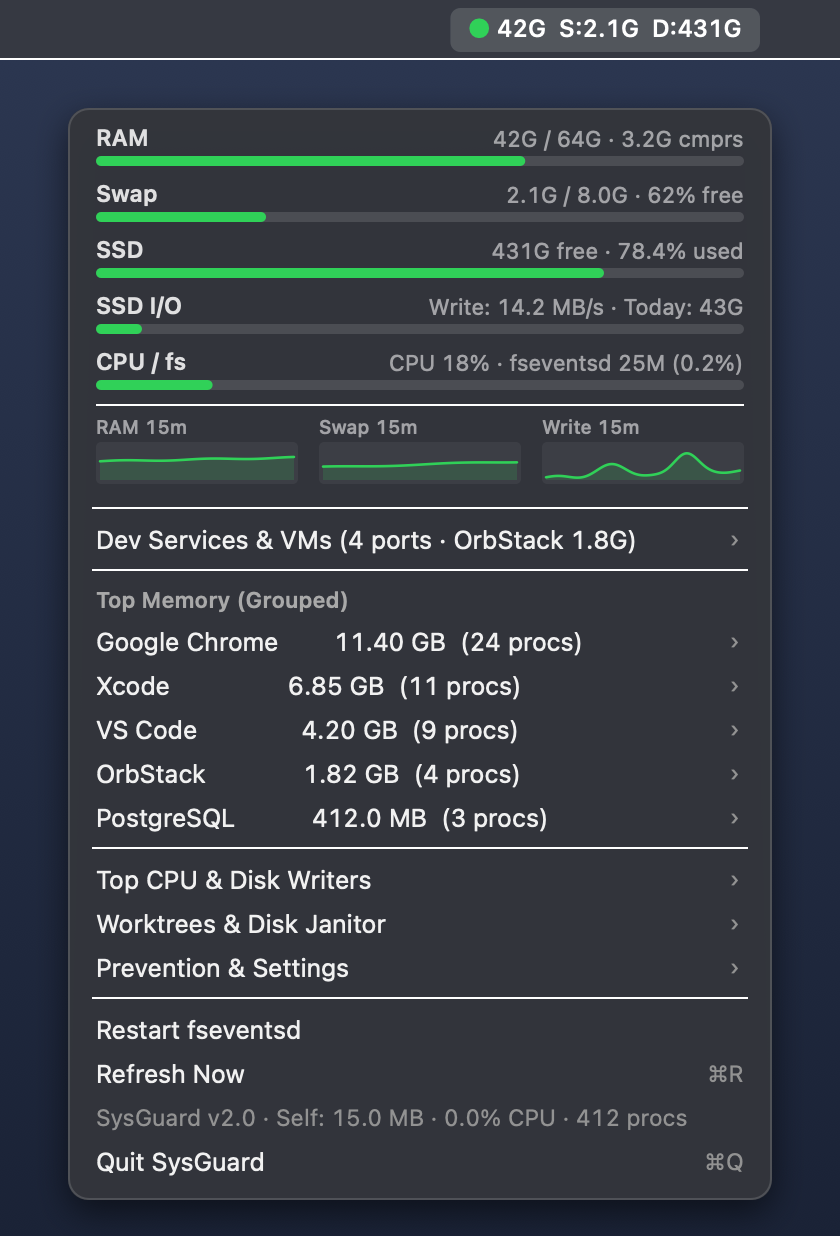 42G S:2.1G D:431G
RAM 42G / 64G · 3.2G cmprs
Swap 2.1G / 8.0G · 62% free
SSD 431G free · 78.4% used
SSD I/O Write: 14.2 MB/s · Today: 43G
CPU / fs CPU 18% · fseventsd 25M (0.2%)
RAM 15m Swap 15m Write 15m
Dev Services & VMs (4 ports · OrbStack 1.8G) ›
Top Memory (Grouped)
Google Chrome 11.40 GB (24 procs) ›
Xcode 6.85 GB (11 procs) ›
VS Code 4.20 GB (9 procs) ›
OrbStack 1.82 GB (4 procs) ›
PostgreSQL 412.0 MB (3 procs) ›
Top CPU & Disk Writers ›
Worktrees & Disk Janitor ›
Prevention & Settings ›
Restart fseventsd
Refresh Now ⌘R
SysGuard v2.0 · Self: 15.0 MB · 0.0% CPU · 412 procs
Quit SysGuard ⌘Q